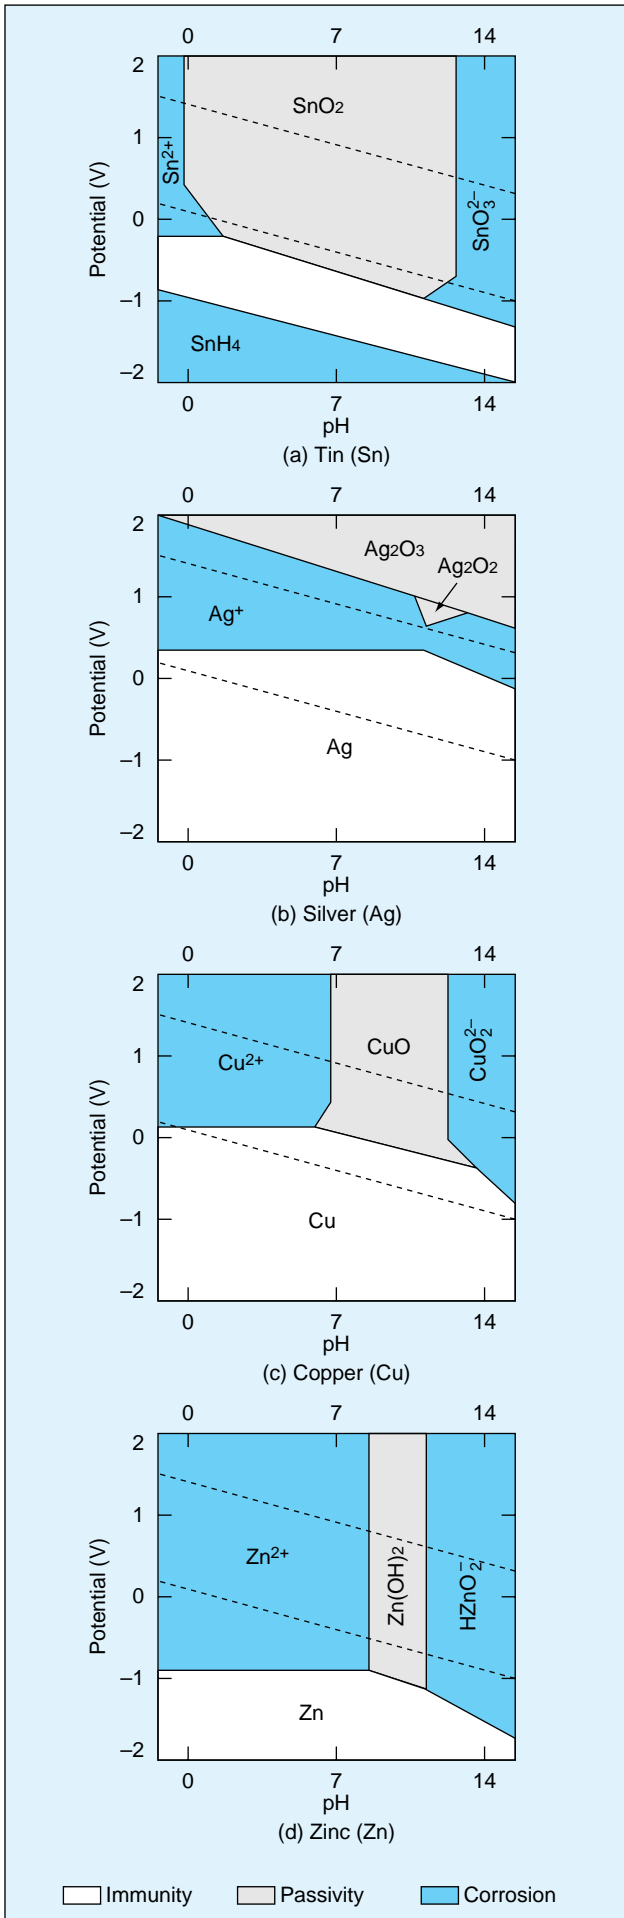 0 7 14
2
SnO2
1
Sn2+
0
Potential (V)
SnO3 2–
–1
SnH4
–2
0 7 14
pH
(a) Tin (Sn)
0 7 14
2
Ag2O3
Ag2O2
1
Ag+
Potential (V)
0
Ag
–1
–2
0 7 14
pH
(b) Silver (Ag)
0 7 14
2
CuO
CuO2 2–
Cu2+
1
0
Potential (V)
–1
Cu
–2
0 7 14
pH
(c) Copper (Cu)
0 7 14
2
1
Zn2+
Zn(OH)2
HZnO2 –
0
Potential (V)
–1
Zn
–2
0 7 14
pH
(d) Zinc (Zn)
Immunity Passivity Corrosion